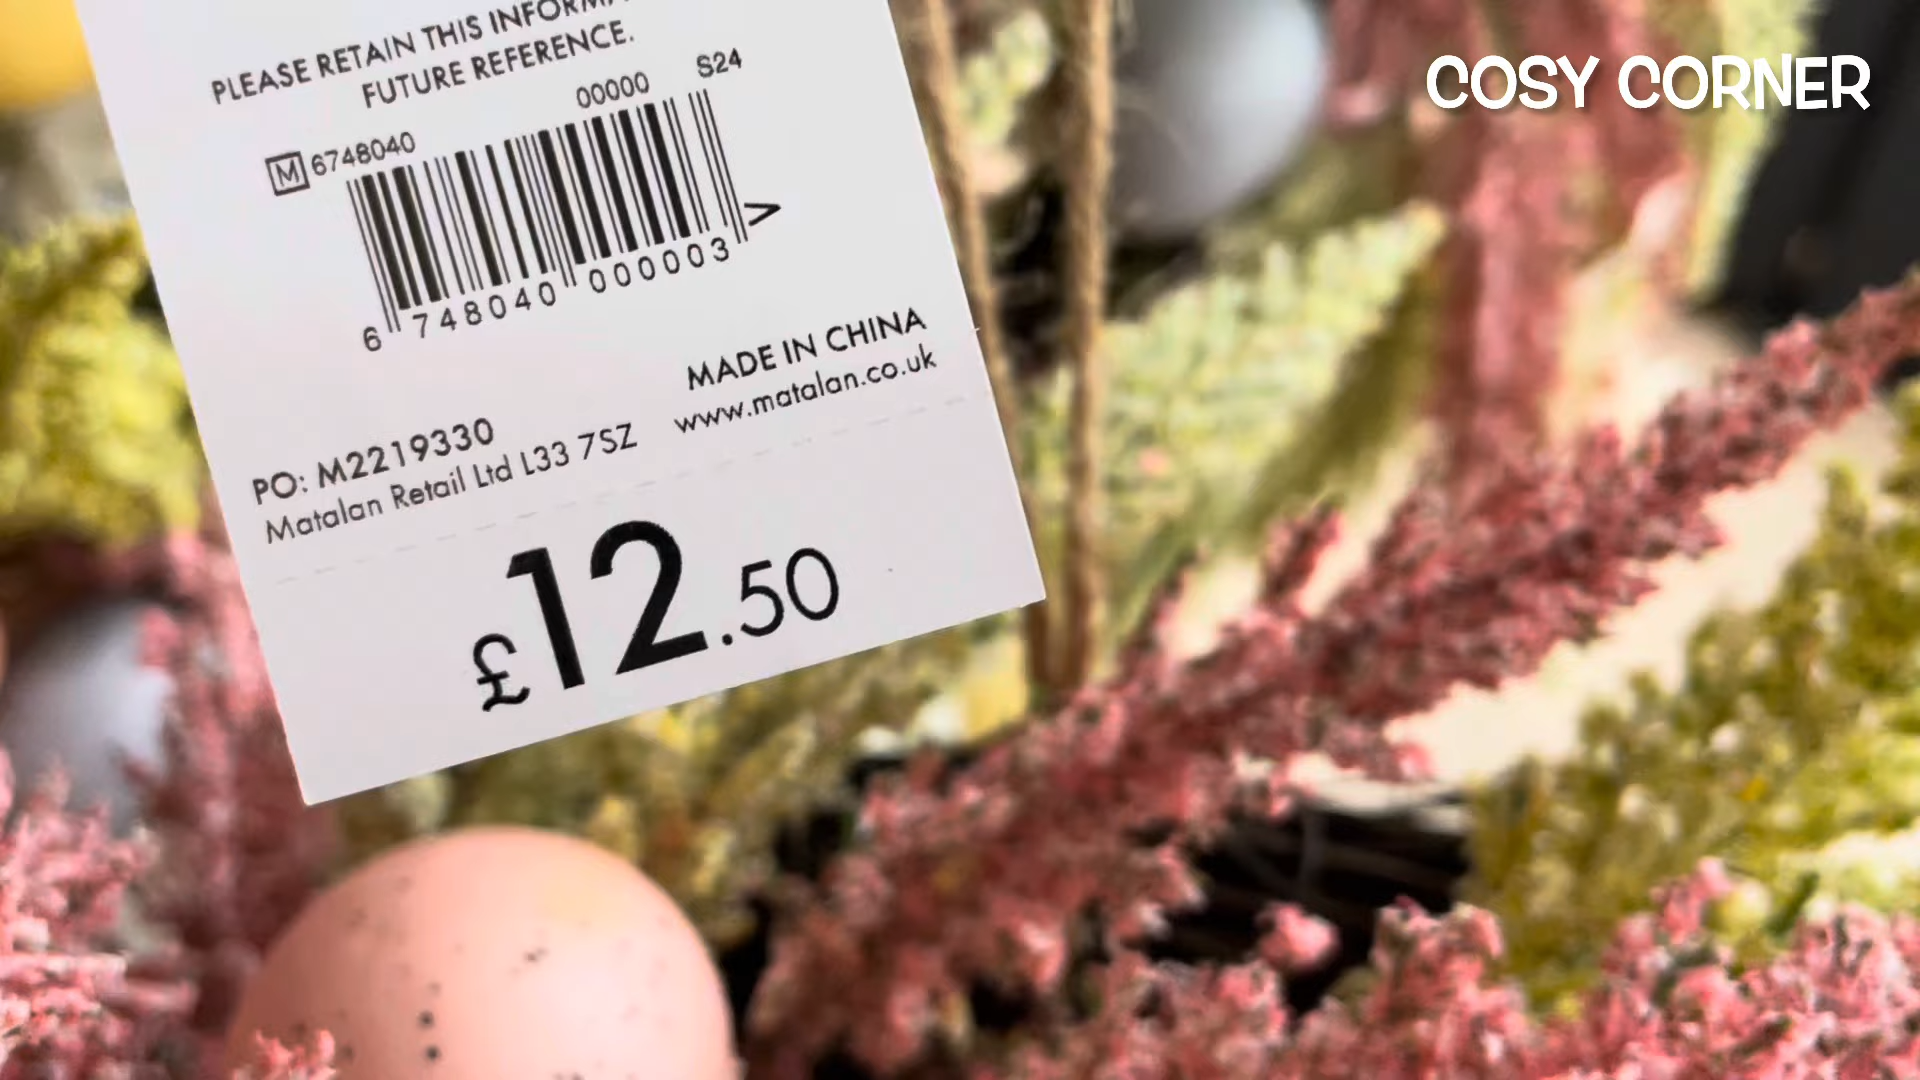 COSY CORNER
PLEASE RETAIN THIS
FUTURE REFERENCE.
00000 S24
M 6748040
6 748040 000003 >
MADE IN CHINA
www.matalan.co.uk
PO: M2219330
Matalan Retail Ltd L33 7SZ
£12.50